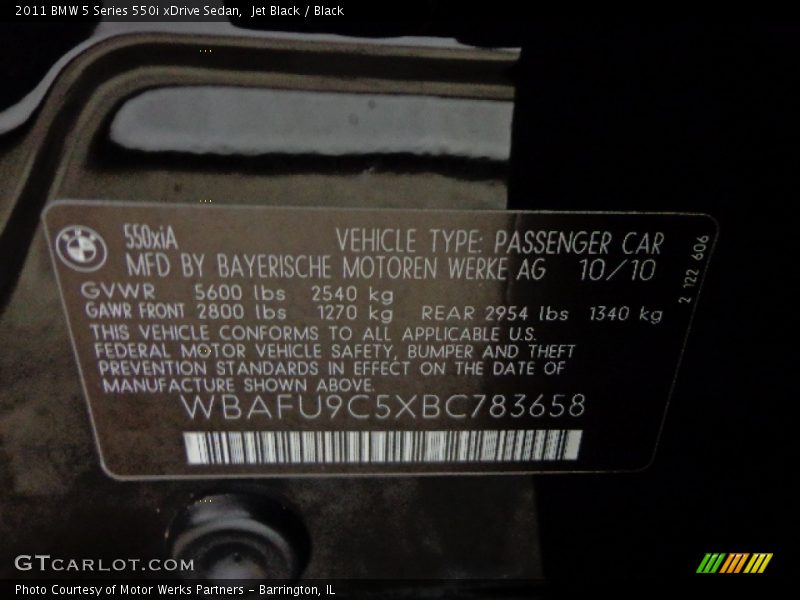 2011 BMW 5 Series 550i xDrive Sedan,  Jet Black / Black
BMW
550xiA VEHICLE TYPE: PASSENGER CAR
MFD BY BAYERISCHE MOTOREN WERKE AG 10/10
GVWR 5600 lbs 2540 kg
GAWR FRONT 2800 lbs 1270 kg REAR 2954 lbs 1340 kg
THIS VEHICLE CONFORMS TO ALL APPLICABLE U.S.
FEDERAL MOTOR VEHICLE SAFETY, BUMPER AND THEFT
PREVENTION STANDARDS IN EFFECT ON THE DATE OF
MANUFACTURE SHOWN ABOVE.
WBAFU9C5XBC783658
2 122 606
GTCARLOT.COM
Photo Courtesy of Motor Werks Partners - Barrington, IL